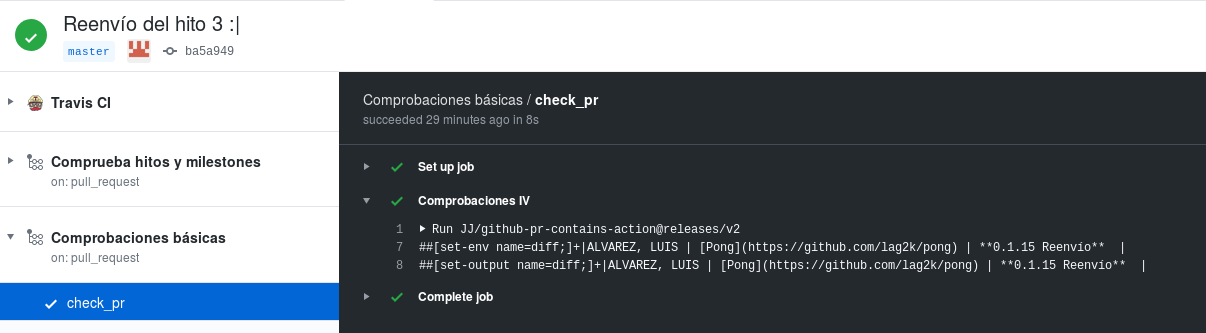 Reenvío del hito 3 :|
master ba5a949
Travis CI
Comprueba hitos y milestones
on: pull_request
Comprobaciones básicas
on: pull_request
check_pr
Comprobaciones básicas / check_pr
succeeded 29 minutes ago in 8s
Set up job
Comprobaciones IV
1 Run JJ/github-pr-contains-action@releases/v2
7 ##[set-env name=diff;]+|ALVAREZ, LUIS | [Pong](https://github.com/lag2k/pong) | **0.1.15 Reenvío** |
8 ##[set-output name=diff;]+|ALVAREZ, LUIS | [Pong](https://github.com/lag2k/pong) | **0.1.15 Reenvío** |
Complete job